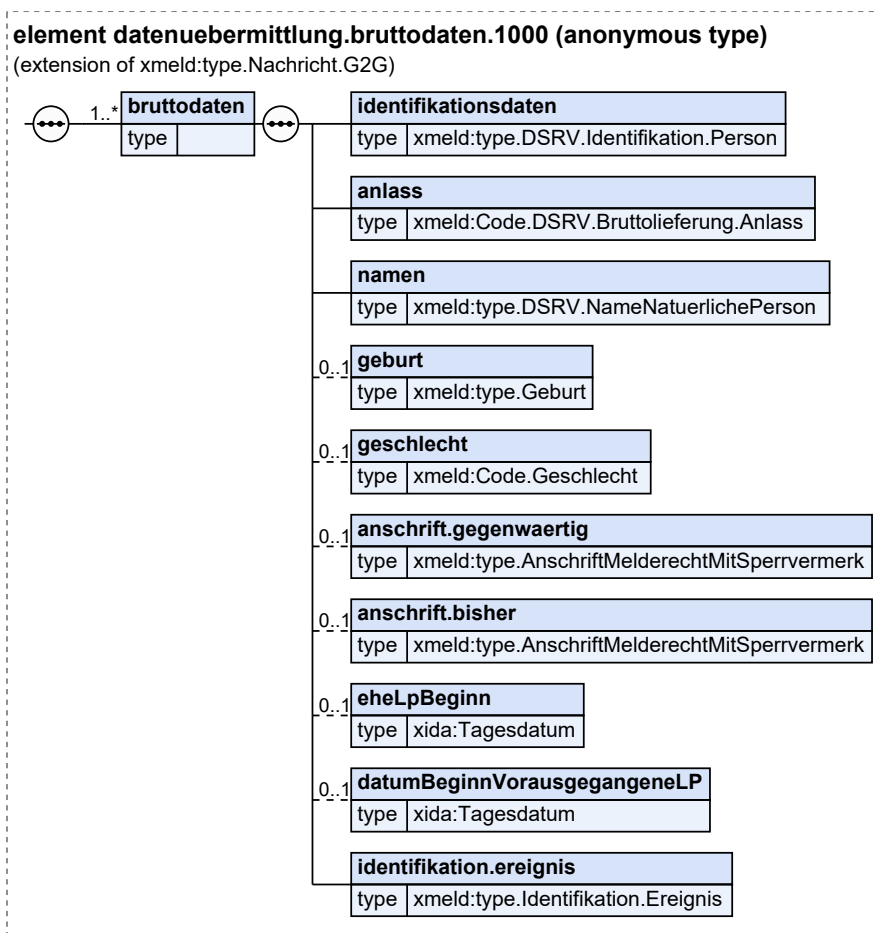 element datenuebermittlung.bruttodaten.1000 (anonymous type)
(extension of xmeld:type.Nachricht.G2G)
1..*
bruttodaten
type
identifikationsdaten
type xmeld:type.DSRV.Identifikation.Person
anlass
type xmeld:Code.DSRV.Bruttolieferung.Anlass
namen
type xmeld:type.DSRV.NameNatuerlichePerson
0..1 geburt
type xmeld:type.Geburt
0..1 geschlecht
type xmeld:Code.Geschlecht
0..1 anschrift.gegenwaertig
type xmeld:type.AnschriftMelderechtMitSperrvermerk
0..1 anschrift.bisher
type xmeld:type.AnschriftMelderechtMitSperrvermerk
0..1 eheLpBeginn
type xida:Tagesdatum
0..1 datumBeginnVorausgegangeneLP
type xida:Tagesdatum
identifikation.ereignis
type xmeld:type.Identifikation.Ereignis